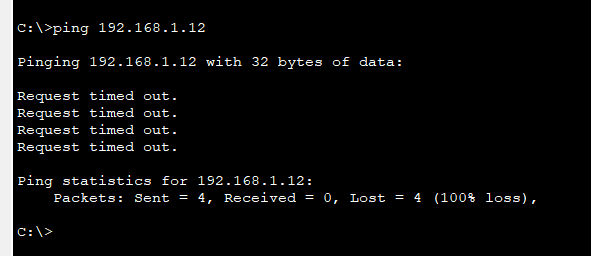 C:\>ping 192.168.1.12
Pinging 192.168.1.12 with 32 bytes of data:
Request timed out.
Request timed out.
Request timed out.
Request timed out.
Ping statistics for 192.168.1.12:
    Packets: Sent = 4, Received = 0, Lost = 4 (100% loss),
C:\>